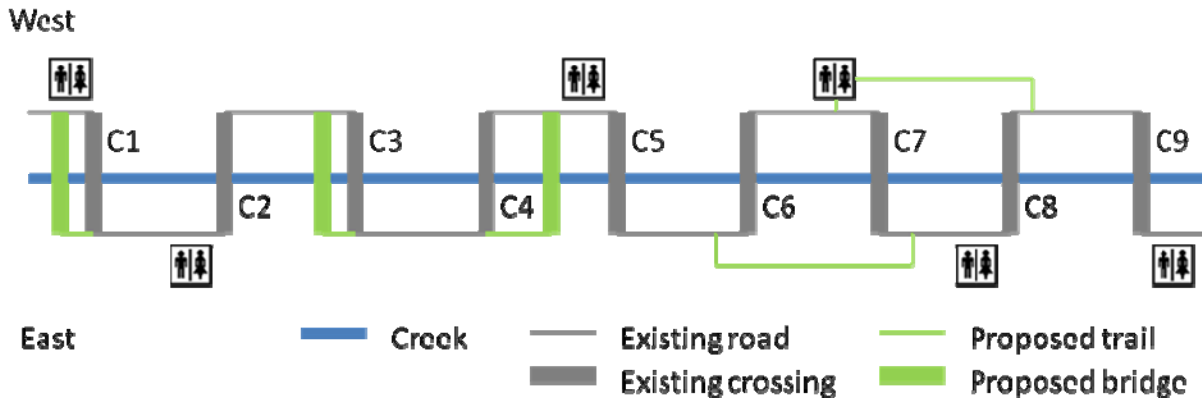 West
C1
C3
C5
C7
C9
C2
C4
C6
C8
East
Creek
Existing road
Proposed trail
Existing crossing
Proposed bridge